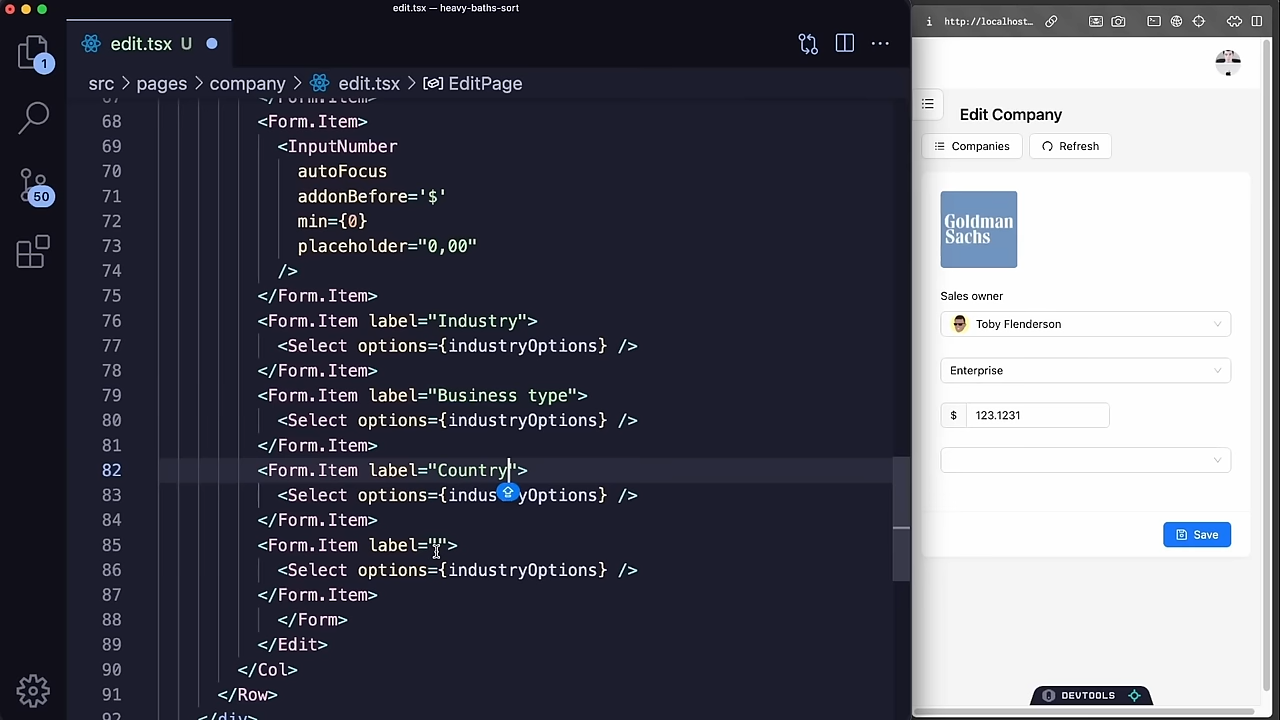 edit.tsx — heavy-baths-sort
edit.tsx U
src > pages > company > edit.tsx > EditPage
1
50
68 <Form.Item>
69 <InputNumber
70 autoFocus
71 addonBefore='$'
72 min={0}
73 placeholder="0,00"
74 />
75 </Form.Item>
76 <Form.Item label="Industry">
77 <Select options={industryOptions} />
78 </Form.Item>
79 <Form.Item label="Business type">
80 <Select options={industryOptions} />
81 </Form.Item>
82 <Form.Item label="Country">
83 <Select options={industryOptions} />
84 </Form.Item>
85 <Form.Item label="">
86 <Select options={industryOptions} />
87 </Form.Item>
88 </Form>
89 </Edit>
90 </Col>
91 </Row>
92 </div>
http://localhost…
Edit Company
Companies
Refresh
Goldman
Sachs
Sales owner
Toby Flenderson
Enterprise
$ 123.1231
Save
DEVTOOLS